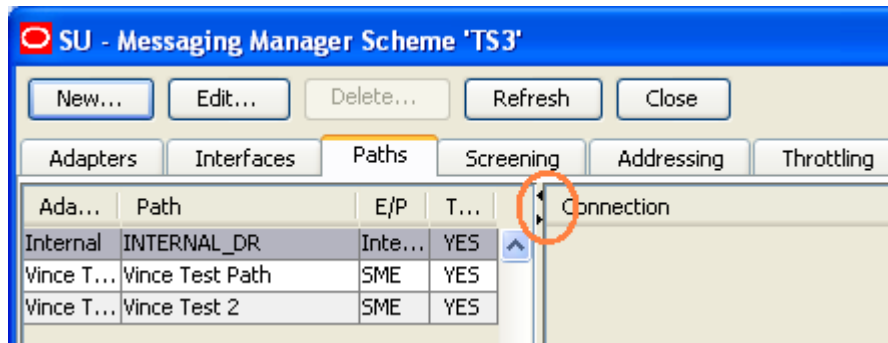 SU - Messaging Manager Scheme 'TS3'
New... Edit... Delete... Refresh Close
Adapters Interfaces Paths Screening Addressing Throttling
Ada... Path E/P T... Connection
Internal INTERNAL_DR Inte... YES
Vince T... Vince Test Path SME YES
Vince T... Vince Test 2 SME YES